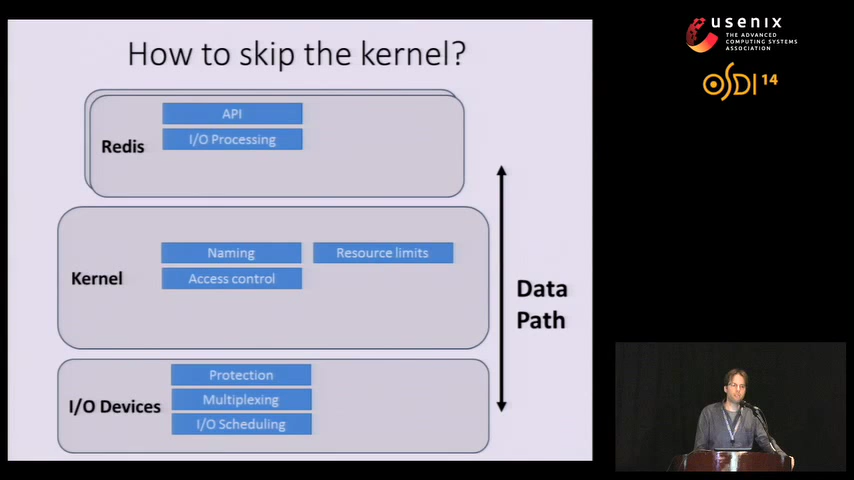 How to skip the kernel?
API
I/O Processing
Redis
Naming
Resource limits
Access control
Kernel
Data
Path
Protection
Multiplexing
I/O Scheduling
I/O Devices
usenix
THE ADVANCED
COMPUTING SYSTEMS
ASSOCIATION
OSDI 14